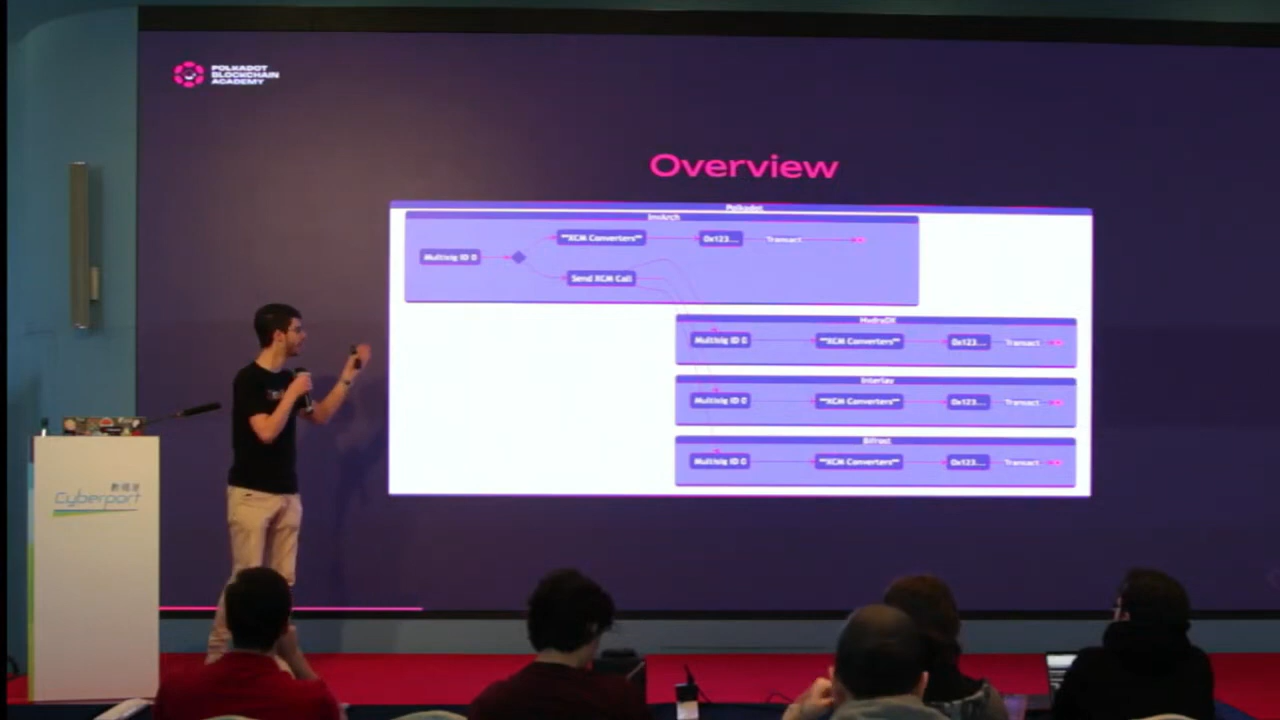 POLKADOT
BLOCKCHAIN
ACADEMY
Overview
Polkadot
InvArch
Multisig ID 0
"XCM Converters"
0x123...
Transact
Send XCM Call
HydraDX
Multisig ID 0
"XCM Converters"
0x123...
Transact
Interlay
Multisig ID 0
"XCM Converters"
0x123...
Transact
Bifrost
Multisig ID 0
"XCM Converters"
0x123...
Transact
數碼港
Cyberport